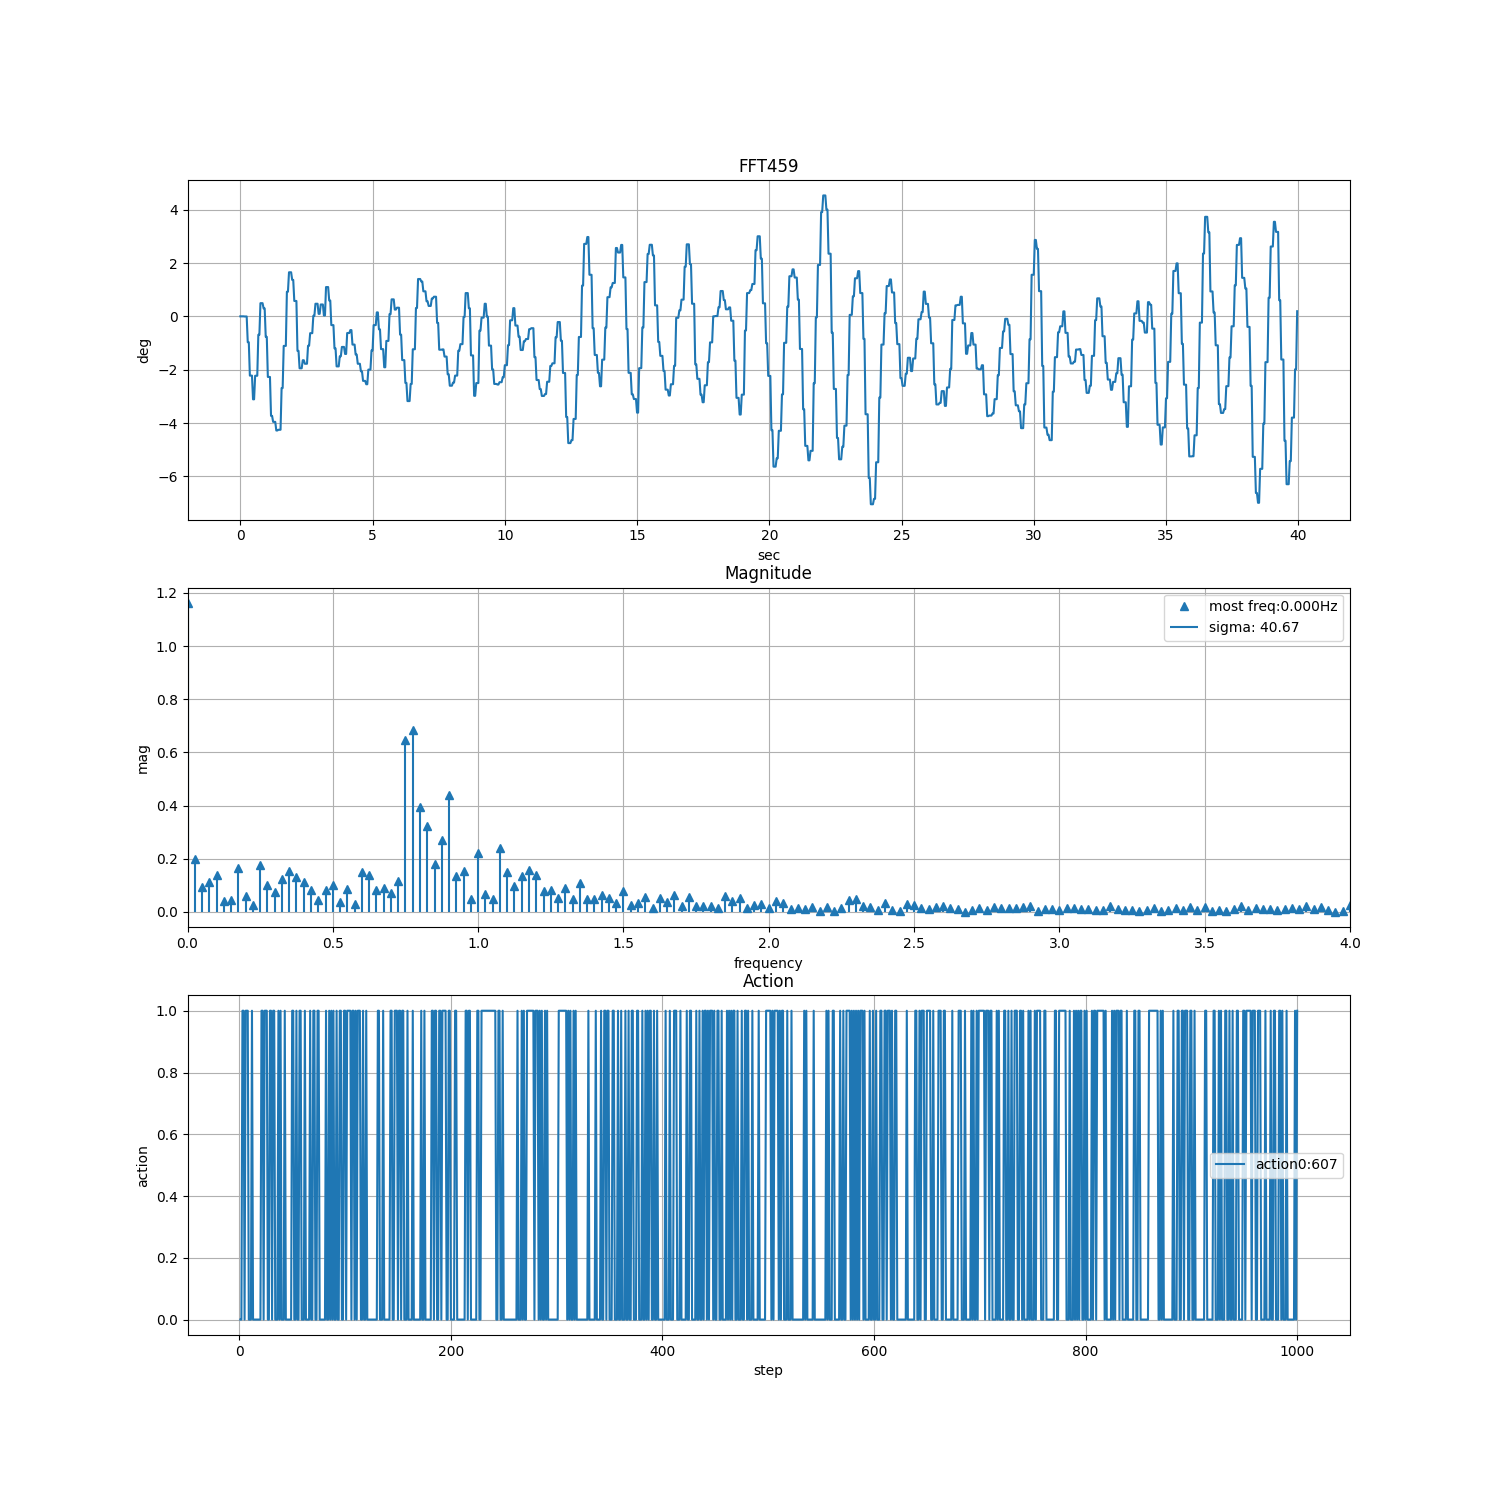 FFT459
4
2
0
−2
−4
−6
deg
0 5 10 15 20 25 30 35 40
sec
Magnitude
1.2
1.0
0.8
0.6
0.4
0.2
0.0
mag
most freq:0.000Hz
sigma: 40.67
0.0 0.5 1.0 1.5 2.0 2.5 3.0 3.5 4.0
frequency
Action
1.0
0.8
0.6
0.4
0.2
0.0
action
action0:607
0 200 400 600 800 1000
step